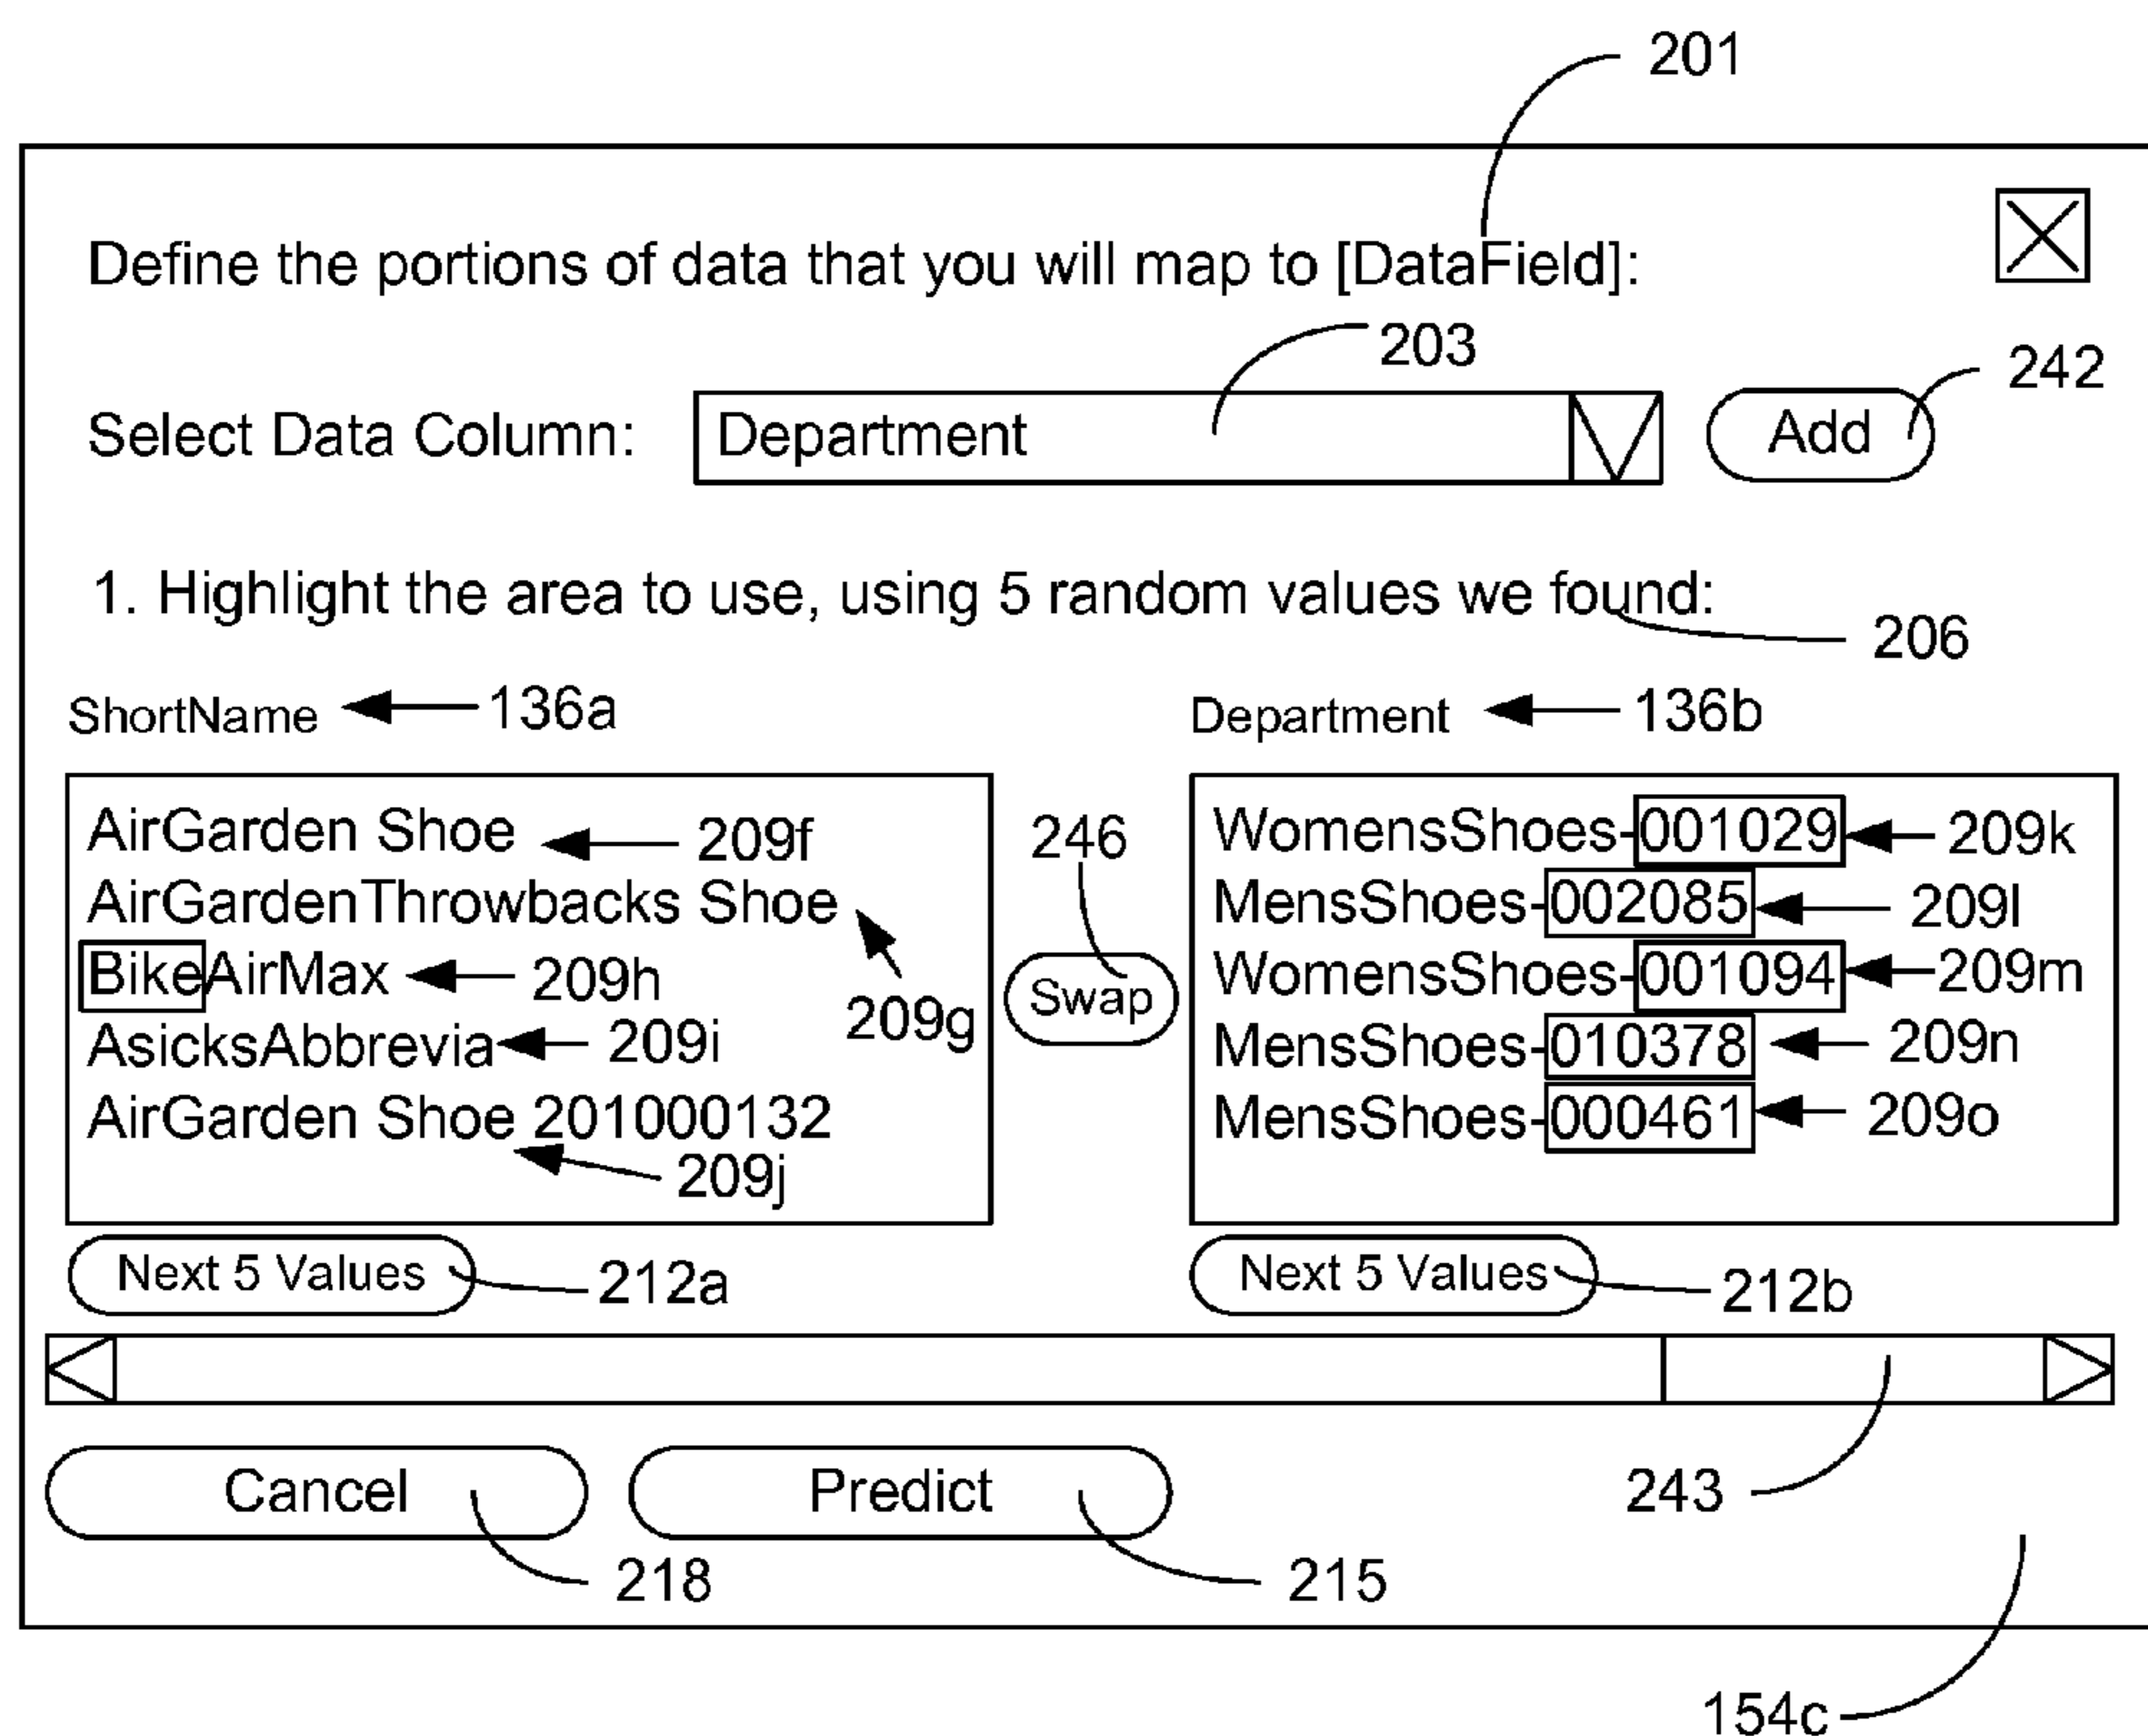 201
Define the portions of data that you will map to [DataField]:
203
242
Select Data Column: Department Add
1. Highlight the area to use, using 5 random values we found:
206
ShortName 136a Department 136b
AirGarden Shoe 209f 246 WomensShoes-001029 209k
AirGardenThrowbacks Shoe MensShoes-002085 209l
BikeAirMax 209h 209g Swap WomensShoes-001094 209m
AsicksAbbrevia 209i MensShoes-010378 209n
AirGarden Shoe 201000132 MensShoes-000461 209o
209j
Next 5 Values 212a Next 5 Values 212b
Cancel Predict 243
218 215
154c